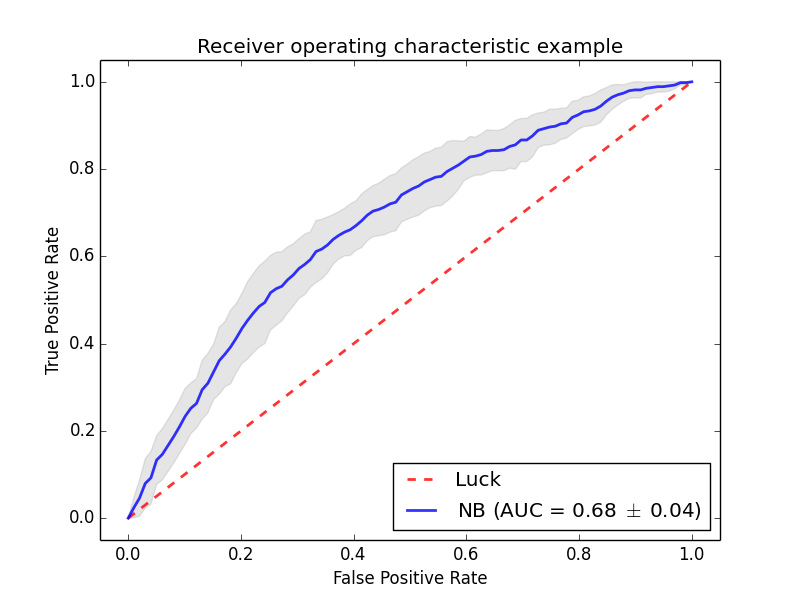 Receiver operating characteristic example
True Positive Rate
1.0
0.8
0.6
0.4
0.2
0.0
Luck
NB (AUC = 0.68 ± 0.04)
0.0 0.2 0.4 0.6 0.8 1.0
False Positive Rate